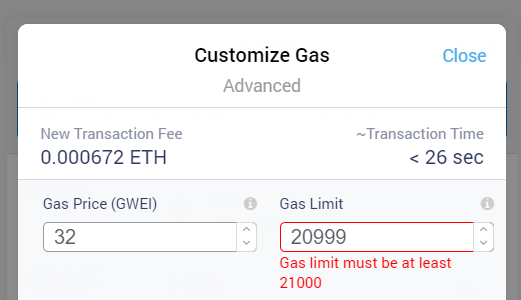 Customize Gas
Close
Advanced
New Transaction Fee
~Transaction Time
0.000672 ETH
< 26 sec
Gas Price (GWEI)
Gas Limit
32
20999
Gas limit must be at least
21000